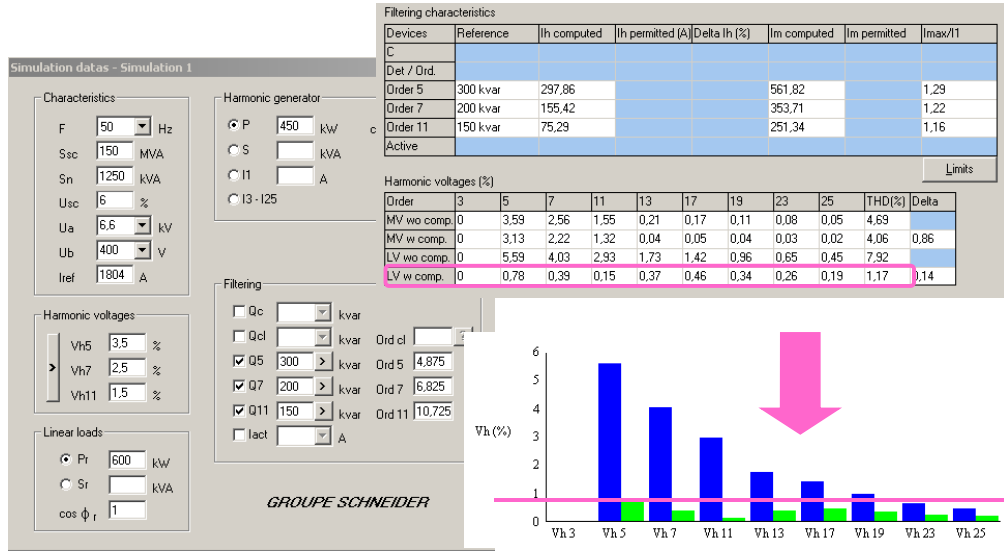 Filtering characteristics
Devices Reference Ih computed Ih permitted (A) Delta Ih (%) Im computed Im permitted Imax/I1
C
Det / Ord.
Order 5 300 kvar 297,86 561,82 1,29
Order 7 200 kvar 155,42 353,71 1,22
Order 11 150 kvar 75,29 251,34 1,16
Active
Limits
Harmonic voltages (%)
Order 3 5 7 11 13 17 19 23 25 THD(%) Delta
MV wo comp. 0 3,59 2,56 1,55 0,21 0,17 0,11 0,08 0,05 4,69
MV w comp. 0 3,13 2,22 1,32 0,04 0,05 0,04 0,03 0,02 4,06 0,86
LV wo comp. 0 5,59 4,03 2,93 1,73 1,42 0,96 0,65 0,45 7,92
LV w comp. 0 0,78 0,39 0,15 0,37 0,46 0,34 0,26 0,19 1,17 0,14
Simulation datas - Simulation 1
Characteristics
F 50 Hz
Ssc 150 MVA
Sn 1250 kVA
Usc 6 %
Ua 6,6 kV
Ub 400 V
Iref 1804 A
Harmonic voltages
>
Vh5 3,5 %
Vh7 2,5 %
Vh11 1,5 %
Linear loads
Pr 600 kW
Sr kVA
cos ϕ r 1
Harmonic generator
P 450 kW c
S kVA
I1 A
I3 - I25
Filtering
Qc kvar
Qcl kvar Ord cl ?
Q5 300 > kvar Ord 5 4,875
Q7 200 > kvar Ord 7 6,825
Q11 150 > kvar Ord 11 10,725
Iact A
GROUPE SCHNEIDER
Vh (%)
6
5
4
3
2
1
0
Vh 3 Vh 5 Vh 7 Vh 11 Vh 13 Vh 17 Vh 19 Vh 23 Vh 25